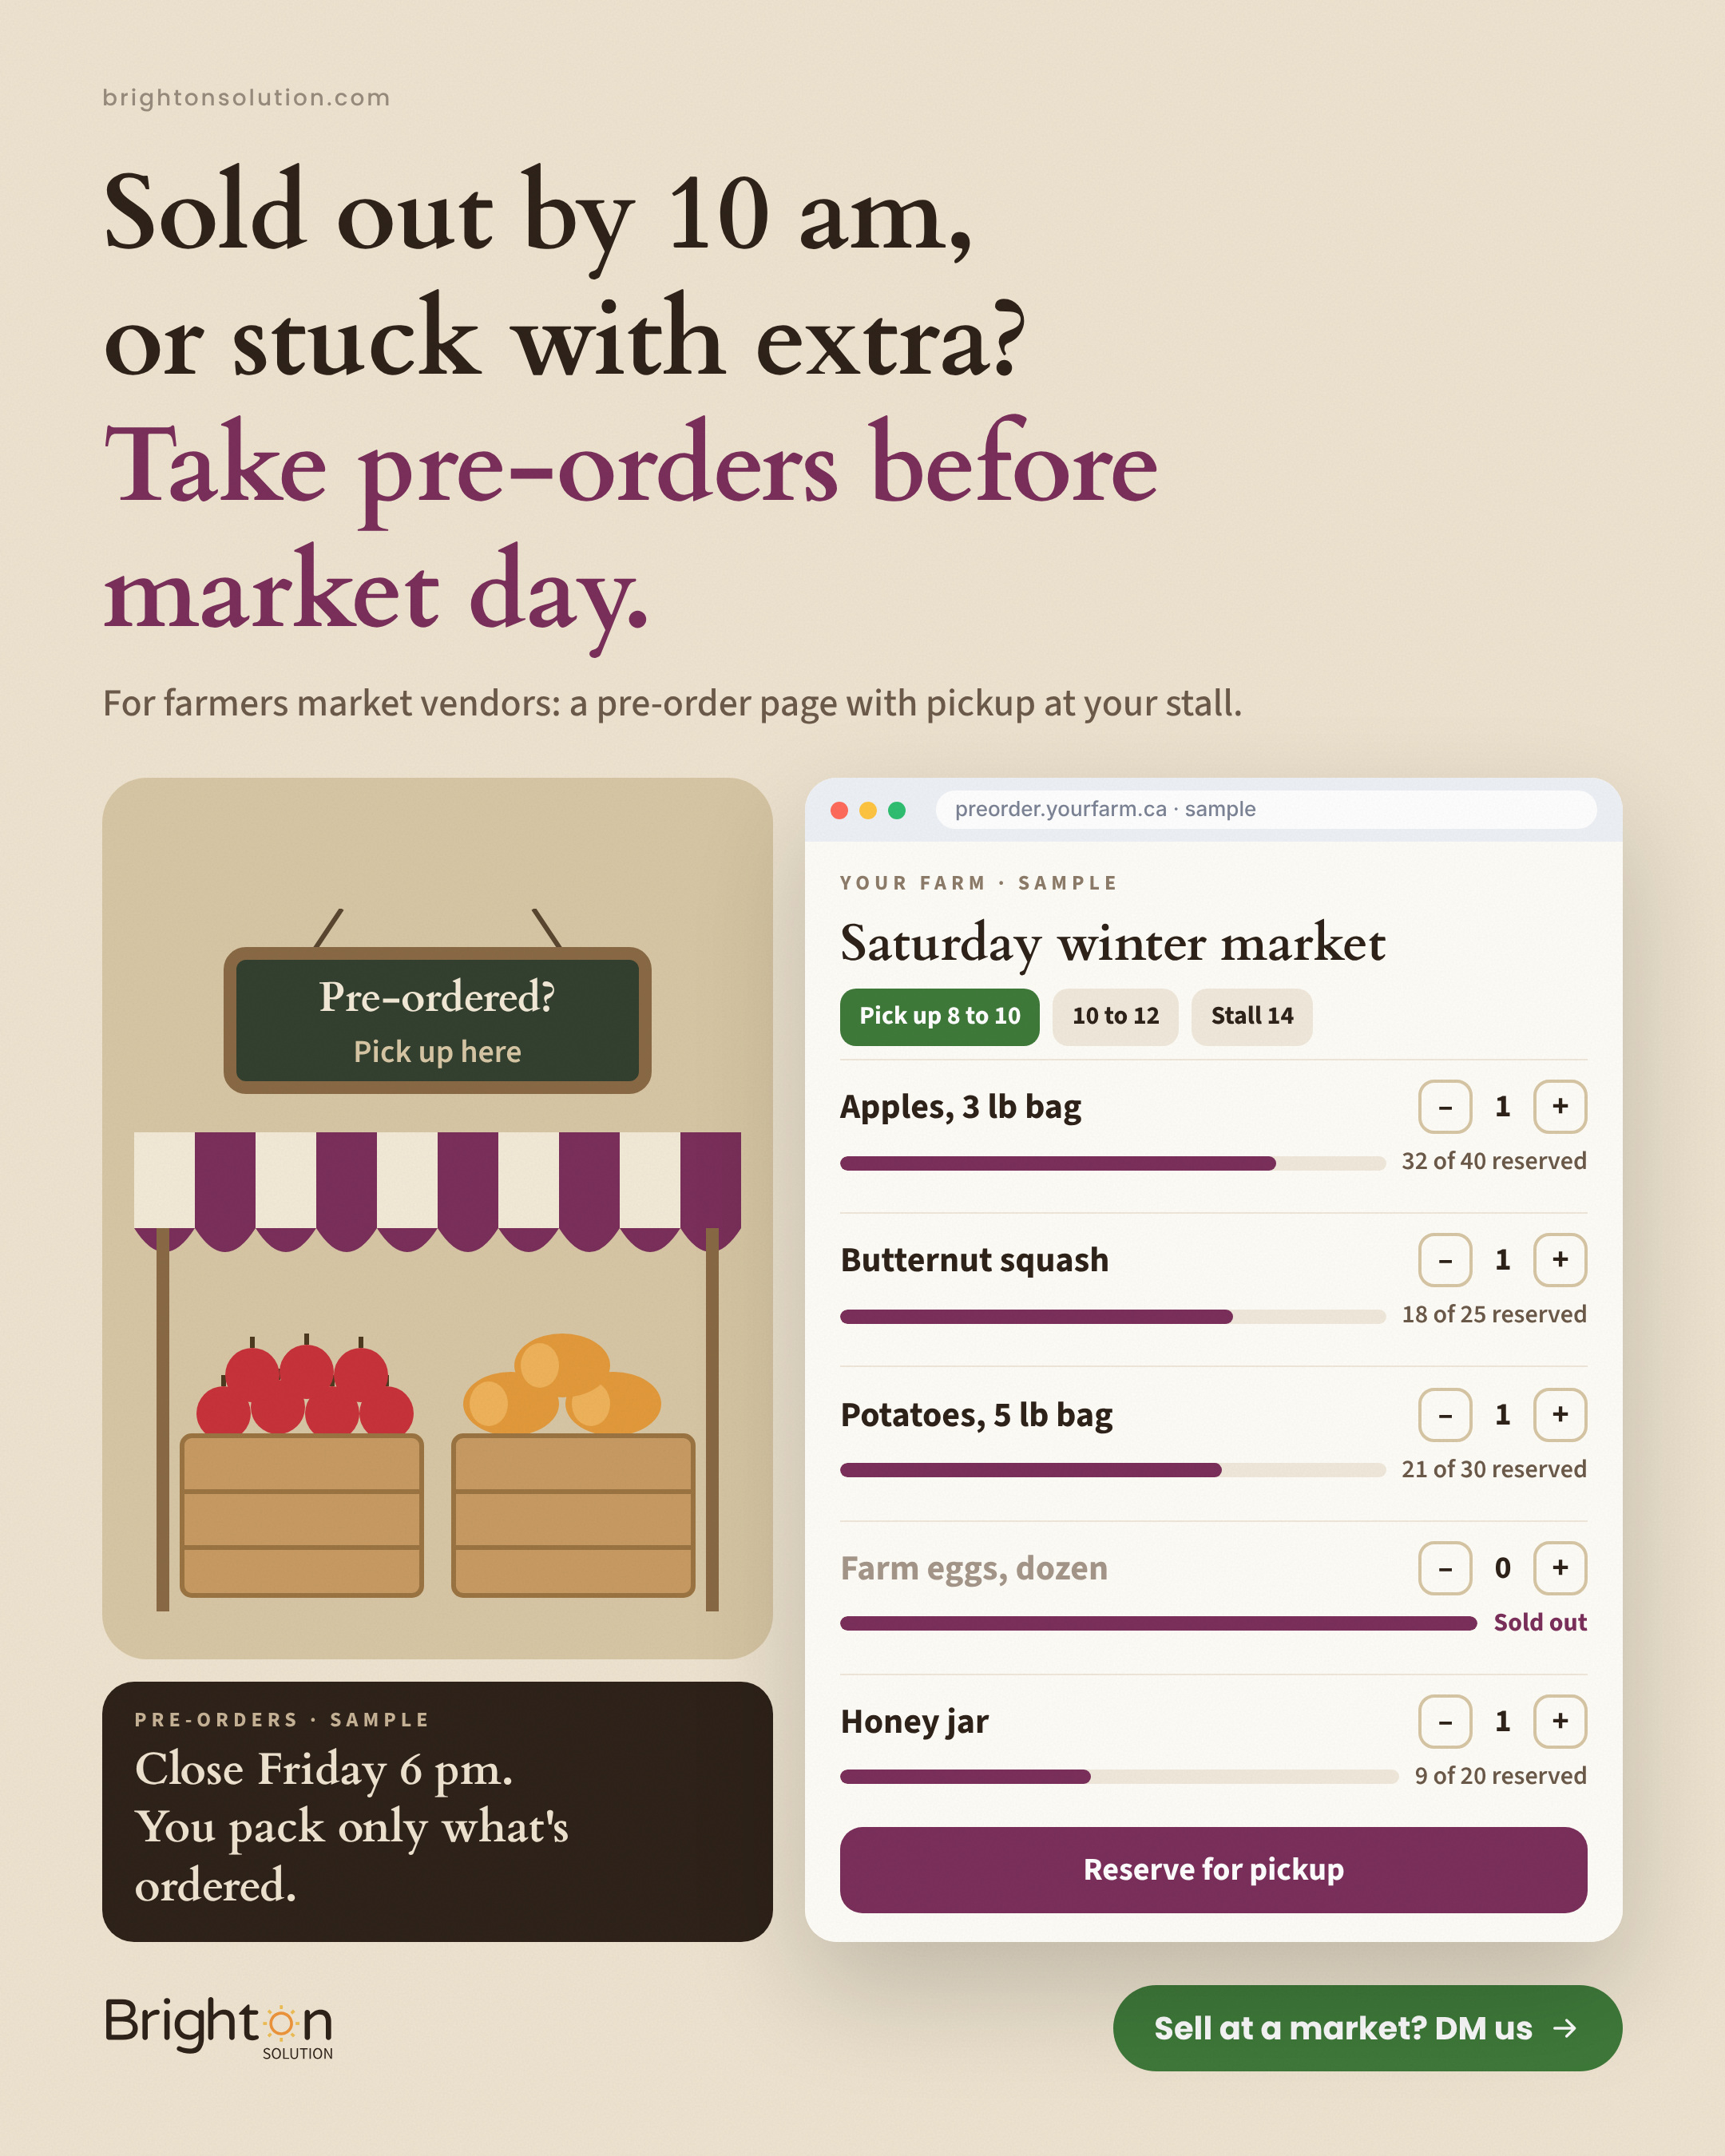 brightonsolution.com
Sold out by 10 am,
or stuck with extra?
Take pre-orders before
market day.
For farmers market vendors: a pre-order page with pickup at your stall.
Pre-ordered?
Pick up here
PRE-ORDERS · SAMPLE
Close Friday 6 pm.
You pack only what's
ordered.
preorder.yourfarm.ca · sample
YOUR FARM · SAMPLE
Saturday winter market
Pick up 8 to 10
10 to 12
Stall 14
Apples, 3 lb bag
– 1 +
32 of 40 reserved
Butternut squash
– 1 +
18 of 25 reserved
Potatoes, 5 lb bag
– 1 +
21 of 30 reserved
Farm eggs, dozen
– 0 +
Sold out
Honey jar
– 1 +
9 of 20 reserved
Reserve for pickup
Brighton
SOLUTION
Sell at a market? DM us →